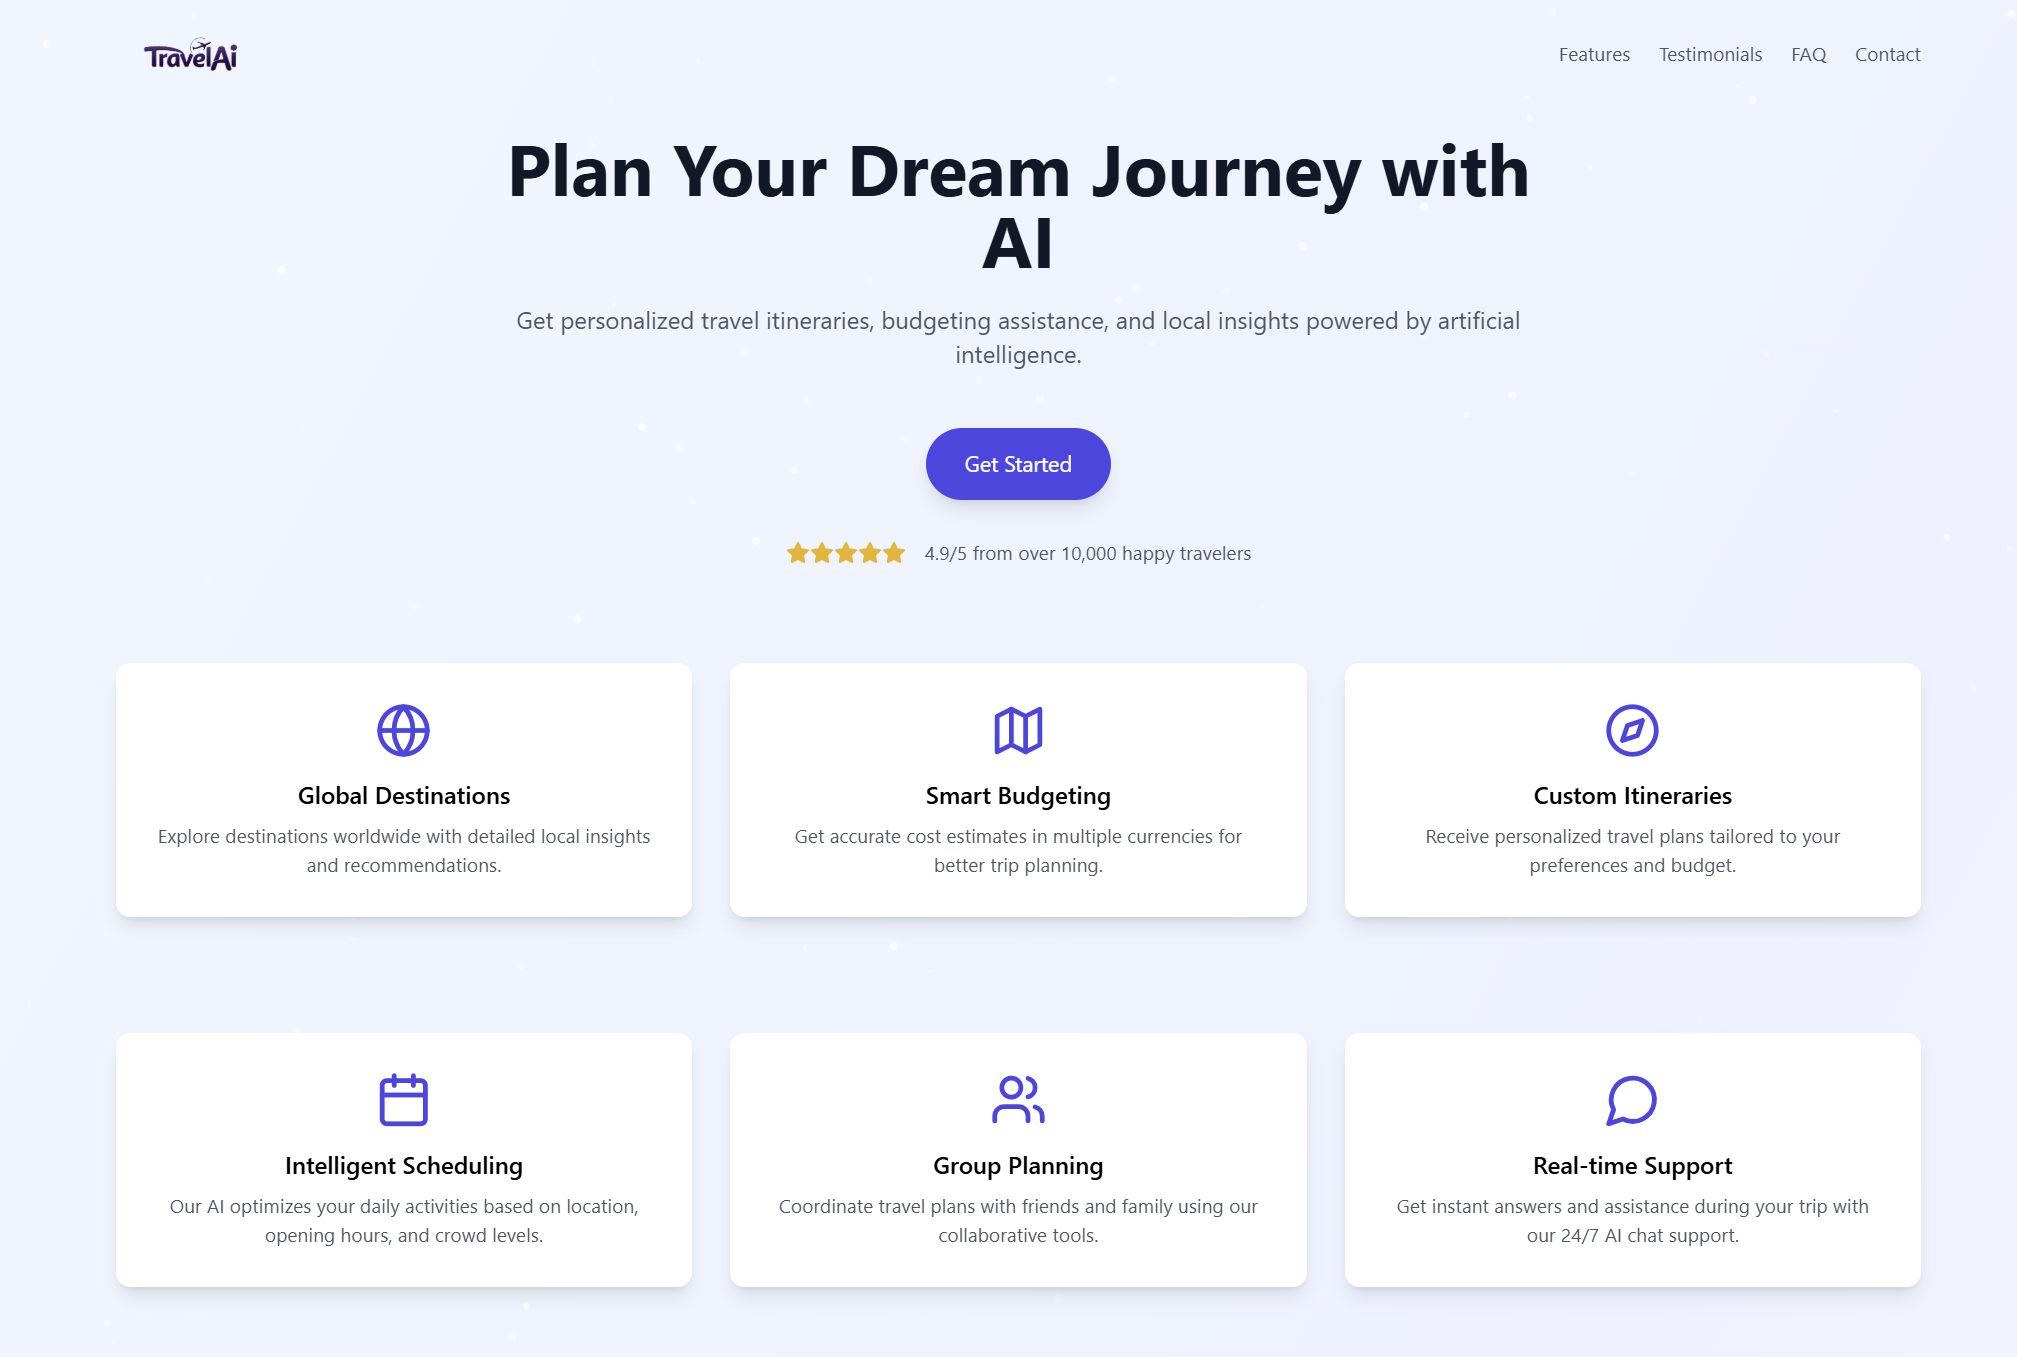 TravelAi
Features
Testimonials
FAQ
Contact
Plan Your Dream Journey with
AI
Get personalized travel itineraries, budgeting assistance, and local insights powered by artificial
intelligence.
Get Started
4.9/5 from over 10,000 happy travelers
Global Destinations
Explore destinations worldwide with detailed local insights
and recommendations.
Smart Budgeting
Get accurate cost estimates in multiple currencies for
better trip planning.
Custom Itineraries
Receive personalized travel plans tailored to your
preferences and budget.
Intelligent Scheduling
Our AI optimizes your daily activities based on location,
opening hours, and crowd levels.
Group Planning
Coordinate travel plans with friends and family using our
collaborative tools.
Real-time Support
Get instant answers and assistance during your trip with
our 24/7 AI chat support.